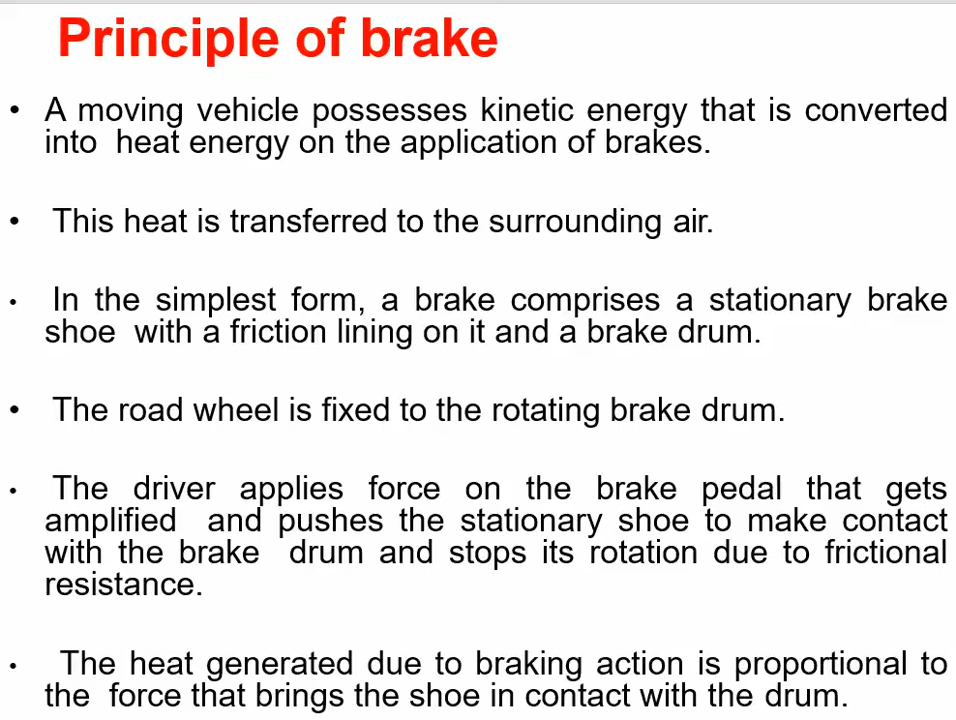 Principle of brake
• A moving vehicle possesses kinetic energy that is converted
into heat energy on the application of brakes.
• This heat is transferred to the surrounding air.
• In the simplest form, a brake comprises a stationary brake
shoe with a friction lining on it and a brake drum.
• The road wheel is fixed to the rotating brake drum.
• The driver applies force on the brake pedal that gets
amplified and pushes the stationary shoe to make contact
with the brake drum and stops its rotation due to frictional
resistance.
• The heat generated due to braking action is proportional to
the force that brings the shoe in contact with the drum.